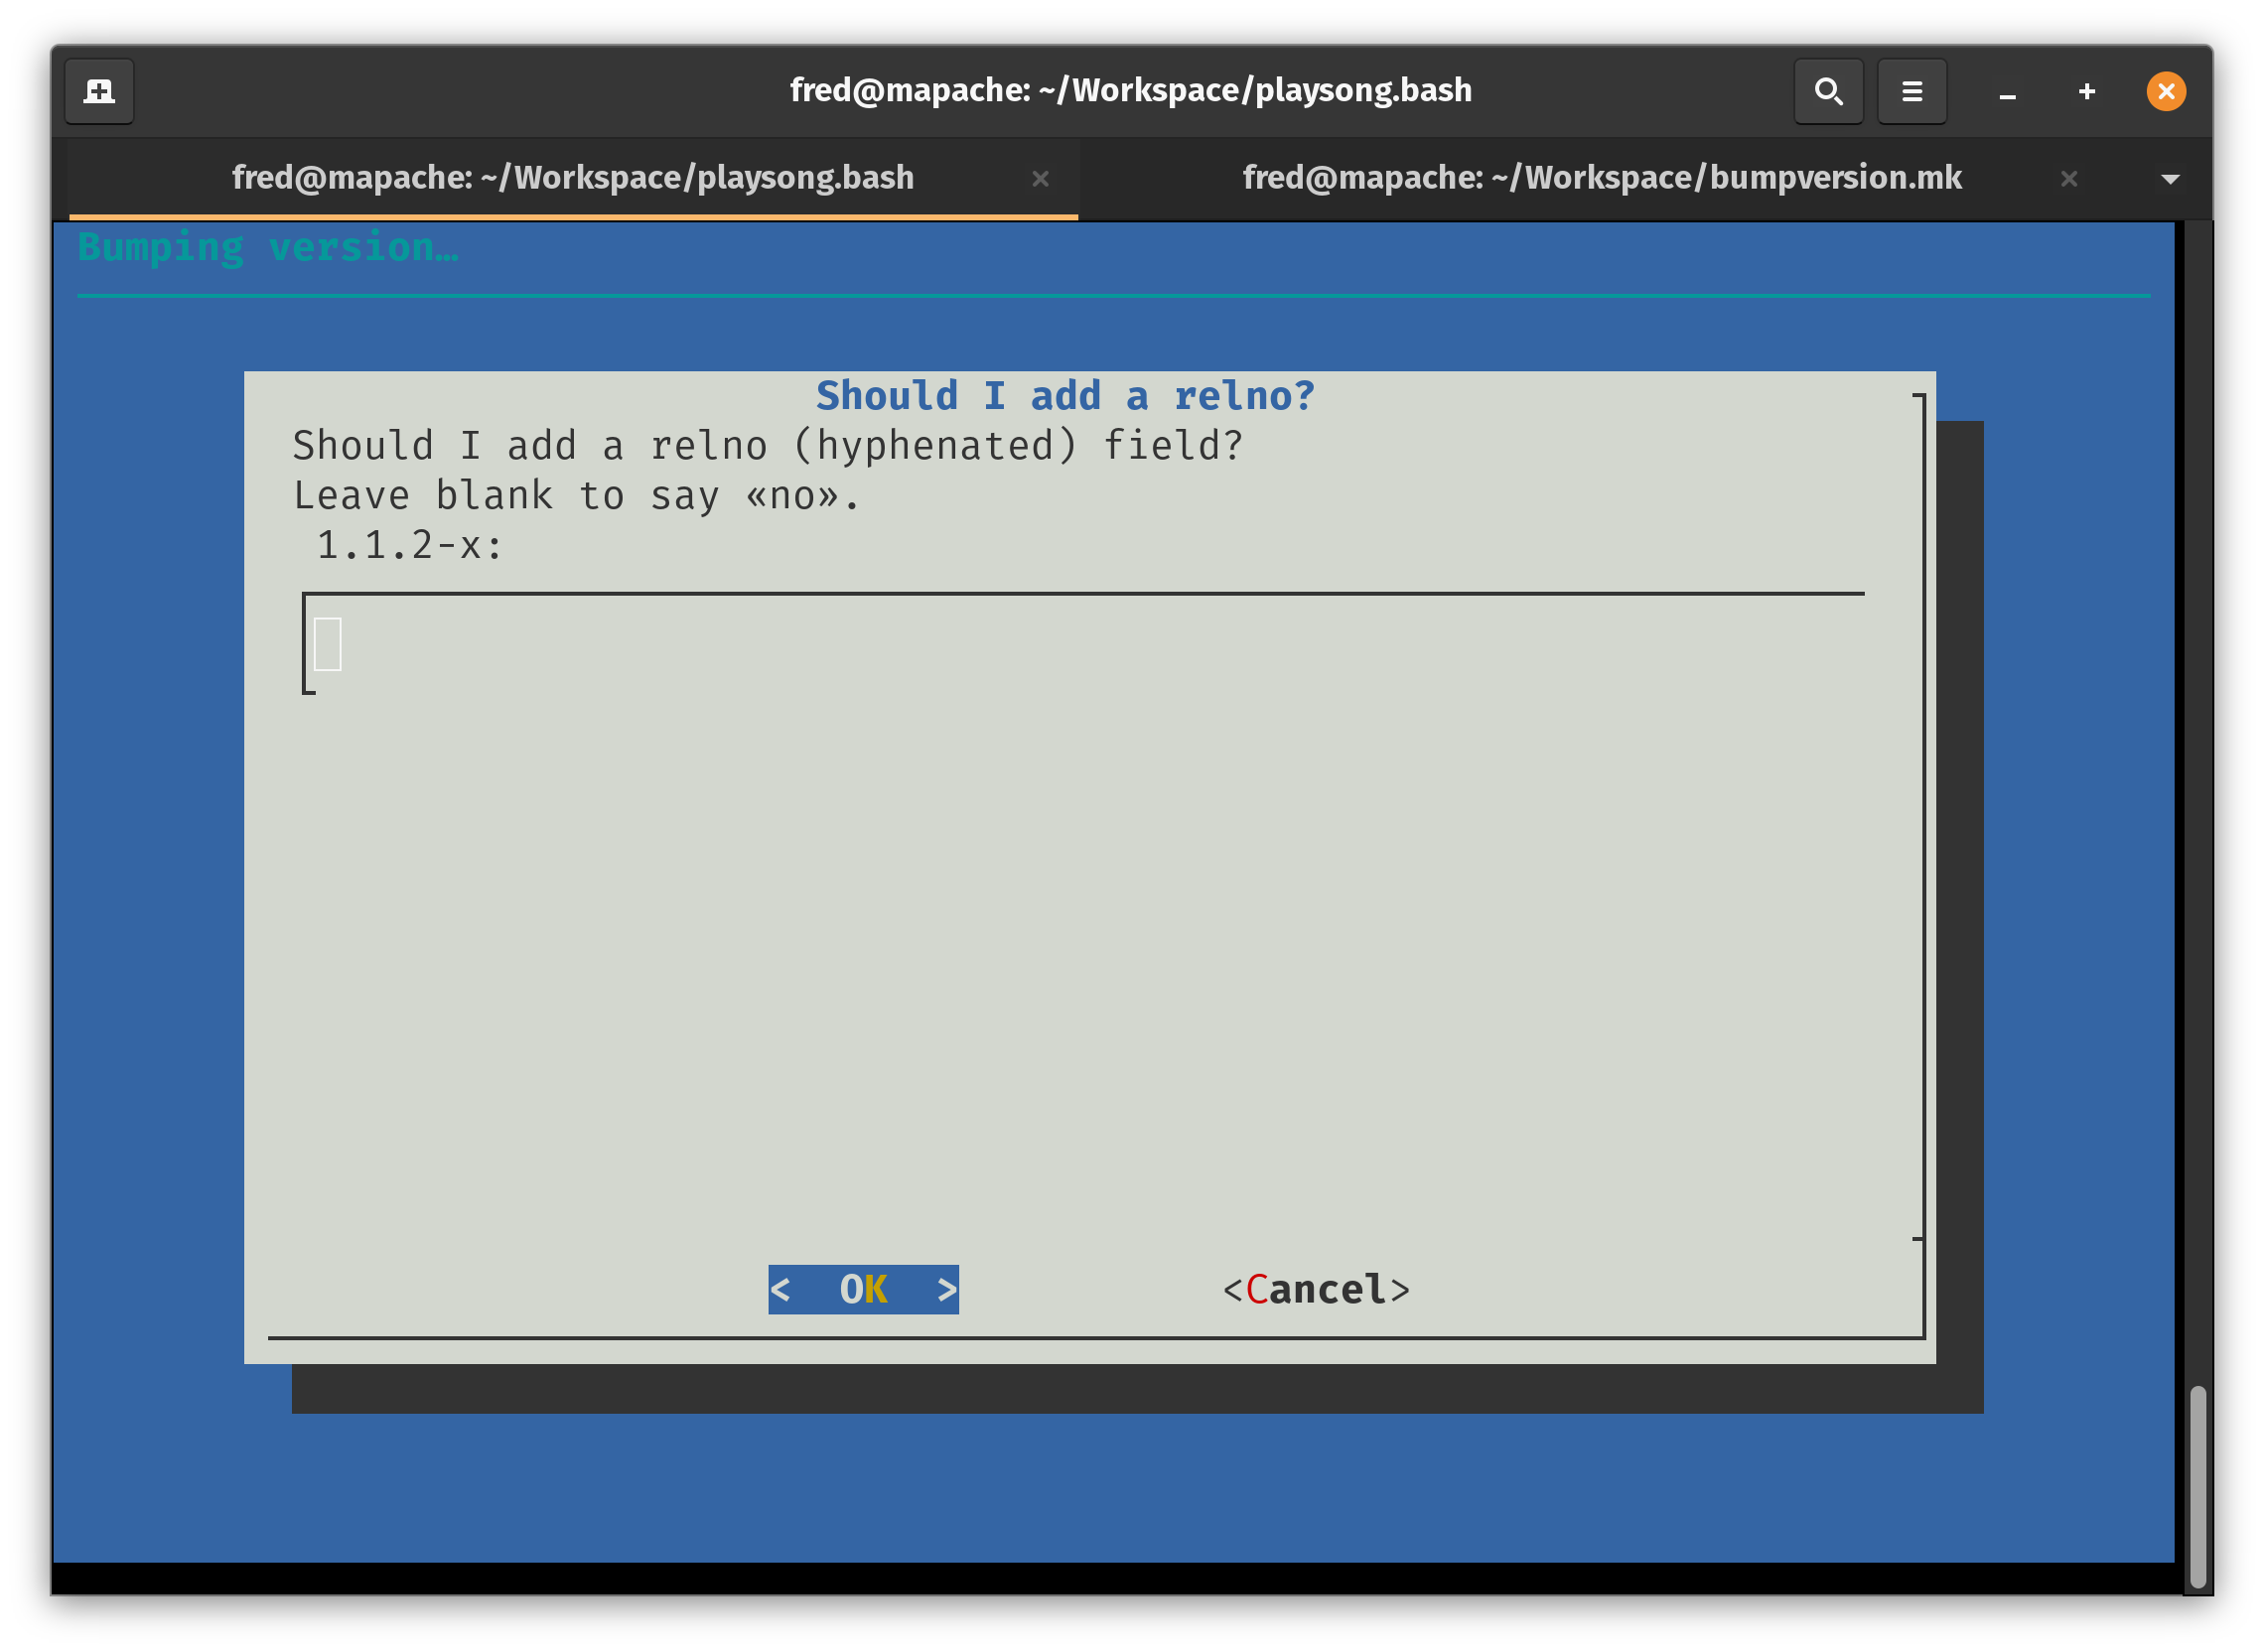 fred@mapache: ~/Workspace/playsong.bash
fred@mapache: ~/Workspace/playsong.bash
fred@mapache: ~/Workspace/bumpversion.mk
Bumping version…
Should I add a relno?
Should I add a relno (hyphenated) field?
Leave blank to say «no».
1.1.2-x:
< OK > <Cancel>